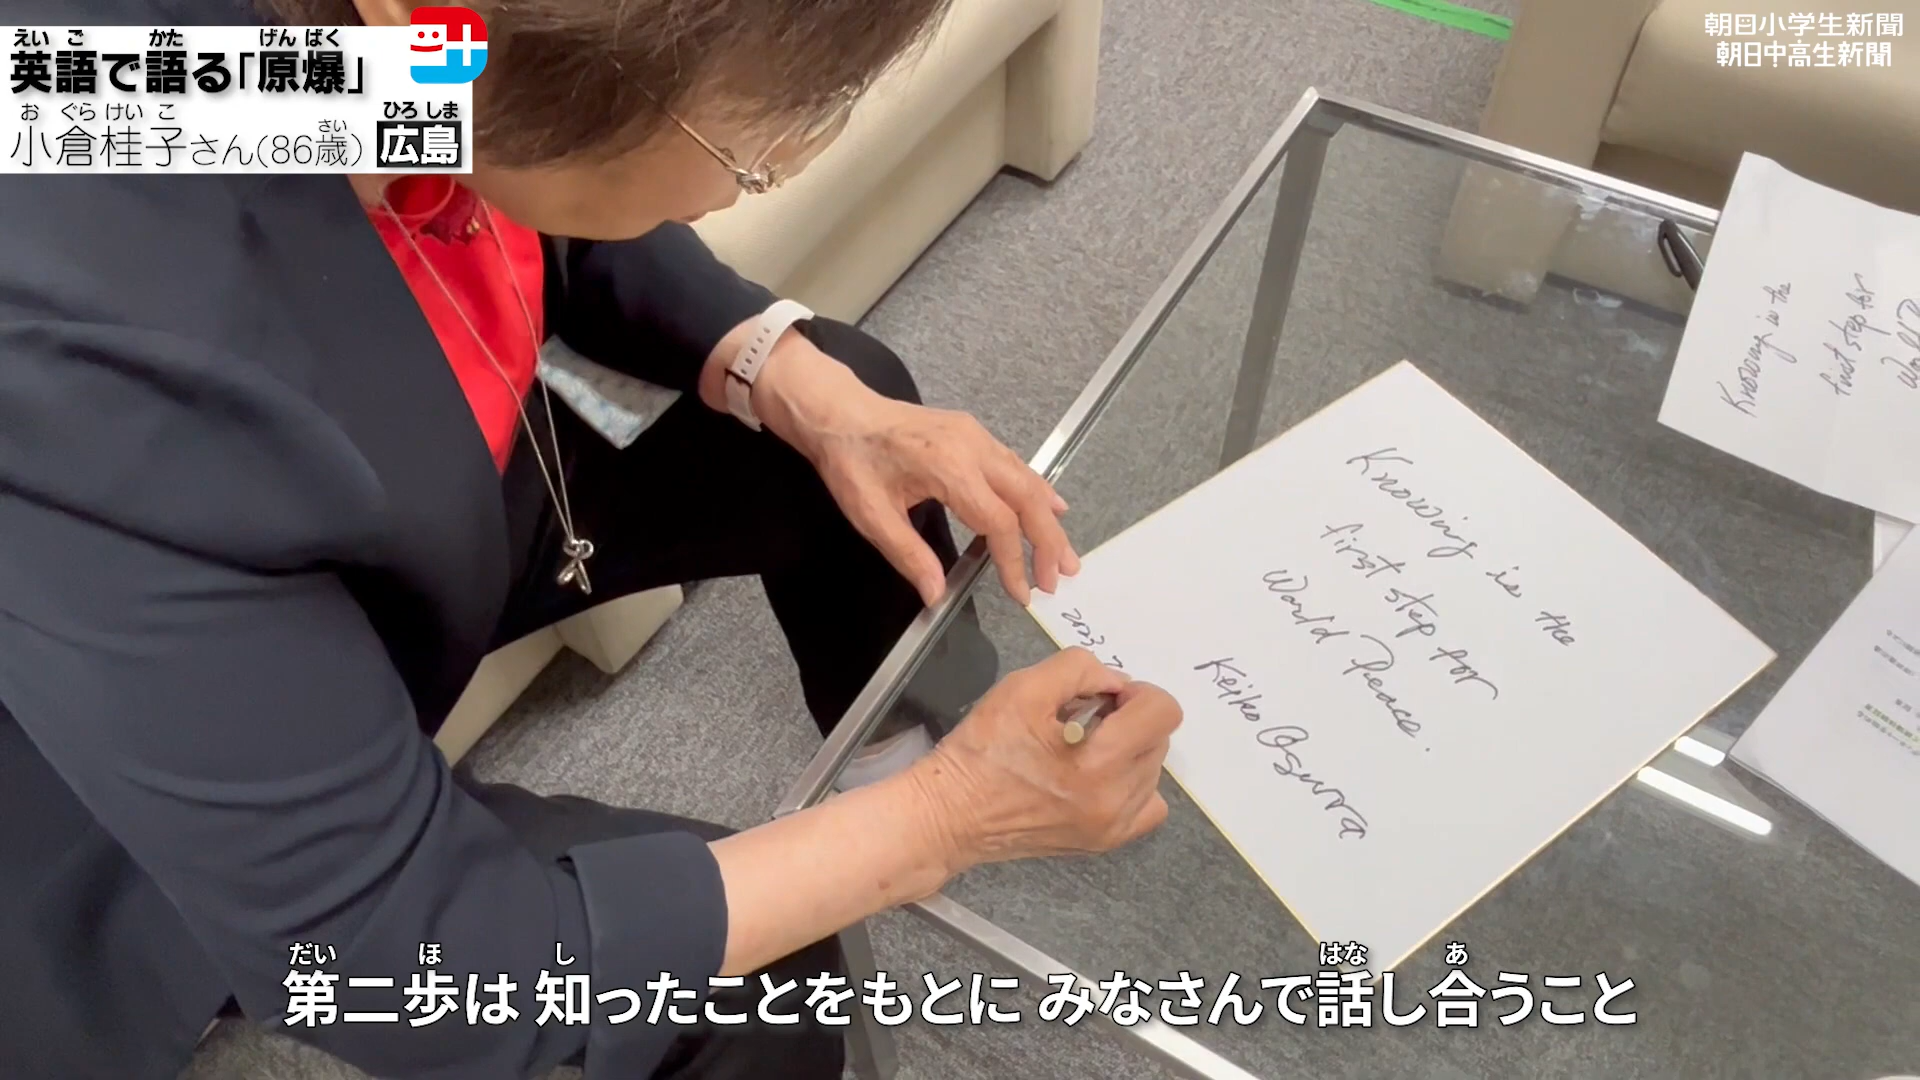 えいご かた げんばく
英語で語る「原爆」
おぐらけいこ さい ひろしま
小倉桂子さん(86歳) 広島
朝日小学生新聞
朝日中高生新聞
Knowing is the
first step for
World Peace.
Keiko Ogura
2023.7
Knowing is the
first step for
World
だい ほ し はな あ
第二歩は 知ったことをもとに みなさんで話し合うこと